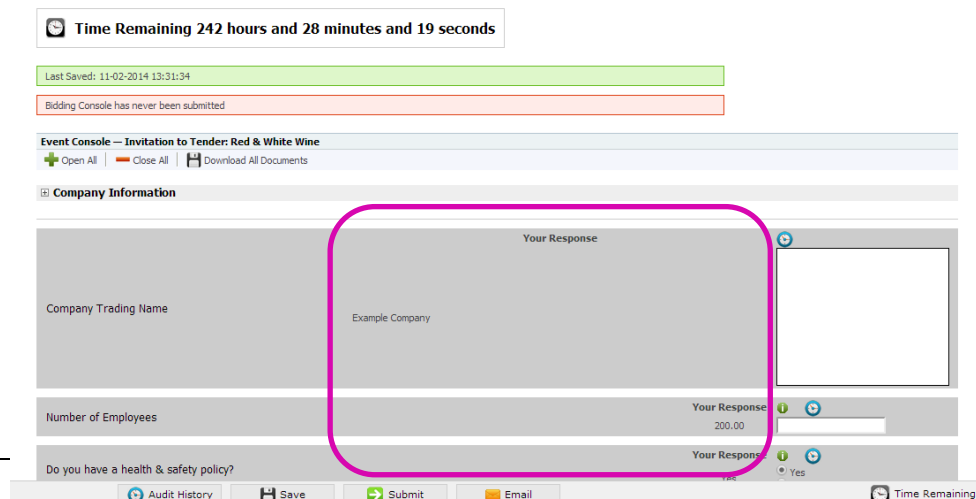 Time Remaining 242 hours and 28 minutes and 19 seconds
Last Saved: 11-02-2014 13:31:34
Bidding Console has never been submitted
Event Console — Invitation to Tender: Red & White Wine
Open All Close All Download All Documents
Company Information
Your Response
Company Trading Name
Example Company
Your Response
Number of Employees
200.00
Your Response
Do you have a health & safety policy?
Yes
Yes
Audit History Save Submit Email Time Remaining